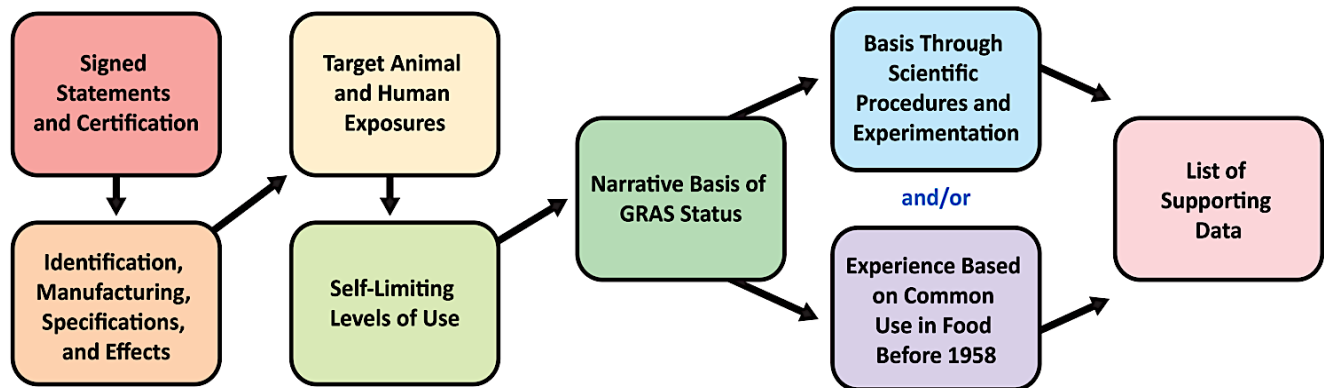 Signed
Statements
and Certification
Identification,
Manufacturing,
Specifications,
and Effects
Target Animal
and Human
Exposures
Self-Limiting
Levels of Use
Narrative Basis of
GRAS Status
Basis Through
Scientific
Procedures and
Experimentation
and/or
Experience Based
on Common
Use in Food
Before 1958
List of
Supporting
Data